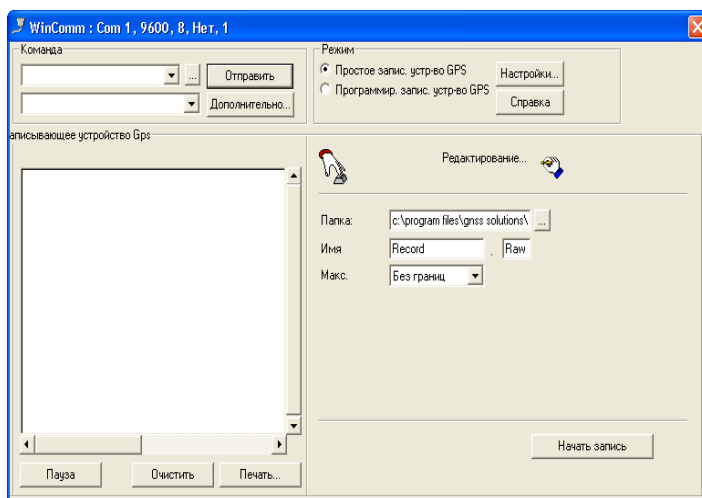 WinComm : Com 1, 9600, 8, Нет, 1
Команда
...
Отправить
Дополнительно...
Режим
Простое запис. устр-во GPS
Программир. запис. устр-во GPS
Настройки...
Справка
аписывающее устройство Gps
Редактирование...
Папка:
c:\program files\gnss solutions\
...
Имя
Record . Raw
Макс.
Без границ
Начать запись
Пауза
Очистить
Печать...